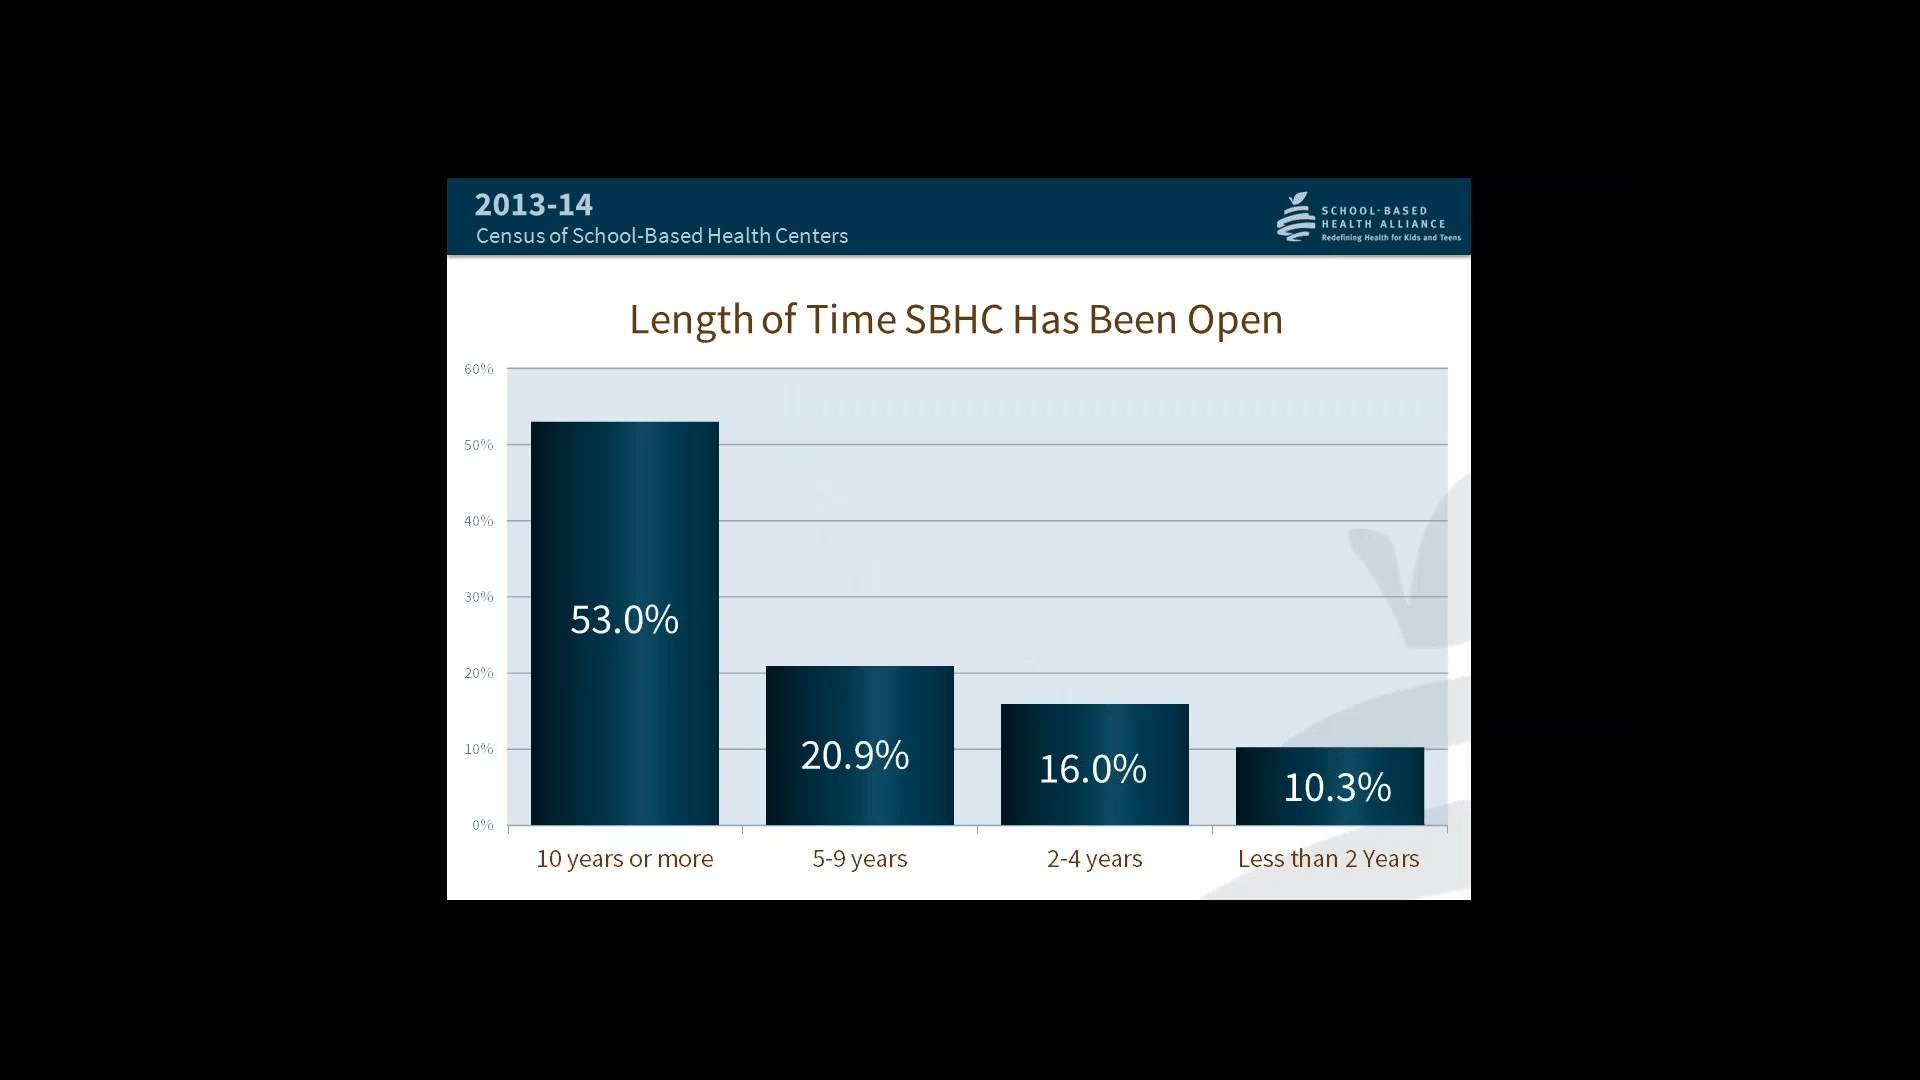 2013-14
Census of School-Based Health Centers
SCHOOL-BASED
HEALTH ALLIANCE
Redefining Health for Kids and Teens
Length of Time SBHC Has Been Open
60%
50%
40%
30%
20%
10%
0%
53.0%
20.9%
16.0%
10.3%
10 years or more
5-9 years
2-4 years
Less than 2 Years